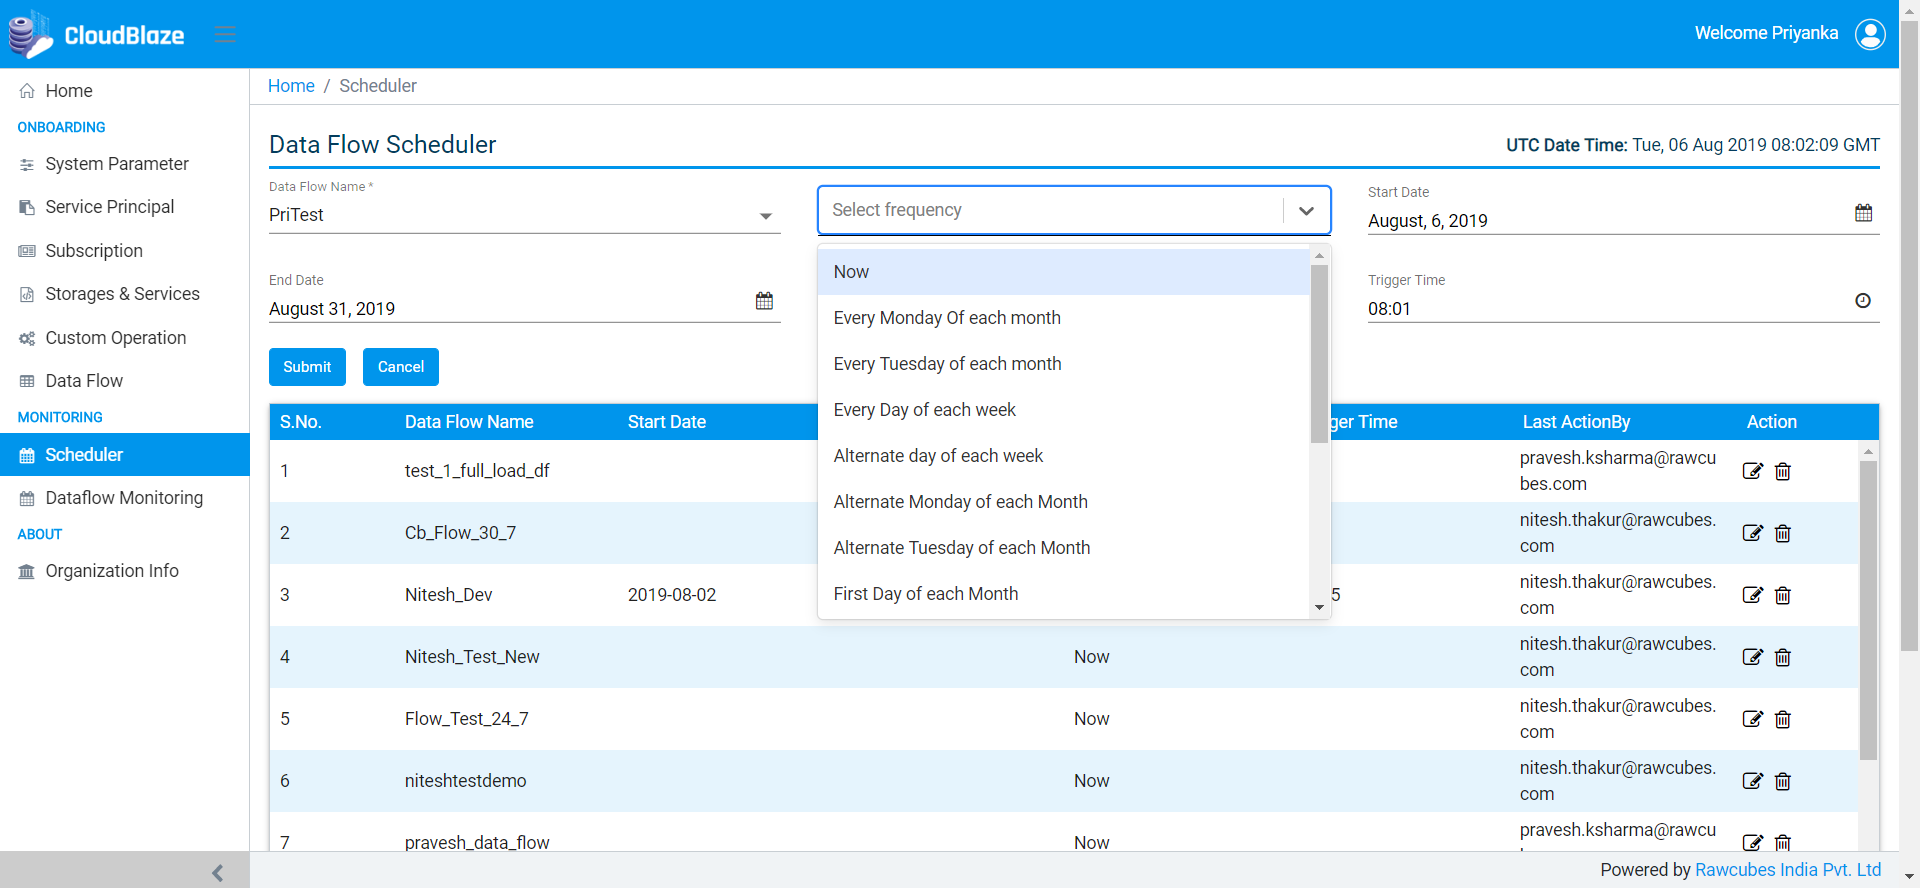 CloudBlaze
Welcome Priyanka
Home
ONBOARDING
System Parameter
Service Principal
Subscription
Storages & Services
Custom Operation
Data Flow
MONITORING
Scheduler
Dataflow Monitoring
ABOUT
Organization Info
Home / Scheduler
Data Flow Scheduler
UTC Date Time: Tue, 06 Aug 2019 08:02:09 GMT
Data Flow Name *
PriTest
Select frequency
Start Date
August, 6, 2019
End Date
August 31, 2019
Trigger Time
08:01
Now
Every Monday Of each month
Every Tuesday of each month
Every Day of each week
Alternate day of each week
Alternate Monday of each Month
Alternate Tuesday of each Month
First Day of each Month
Submit Cancel
S.No. Data Flow Name Start Date ger Time Last ActionBy Action
1 test_1_full_load_df pravesh.ksharma@rawcu
bes.com
2 Cb_Flow_30_7 nitesh.thakur@rawcubes.
com
3 Nitesh_Dev 2019-08-02 5 nitesh.thakur@rawcubes.
com
4 Nitesh_Test_New Now nitesh.thakur@rawcubes.
com
5 Flow_Test_24_7 Now nitesh.thakur@rawcubes.
com
6 niteshtestdemo Now nitesh.thakur@rawcubes.
com
7 pravesh_data_flow Now pravesh.ksharma@rawcu
Powered by Rawcubes India Pvt. Ltd